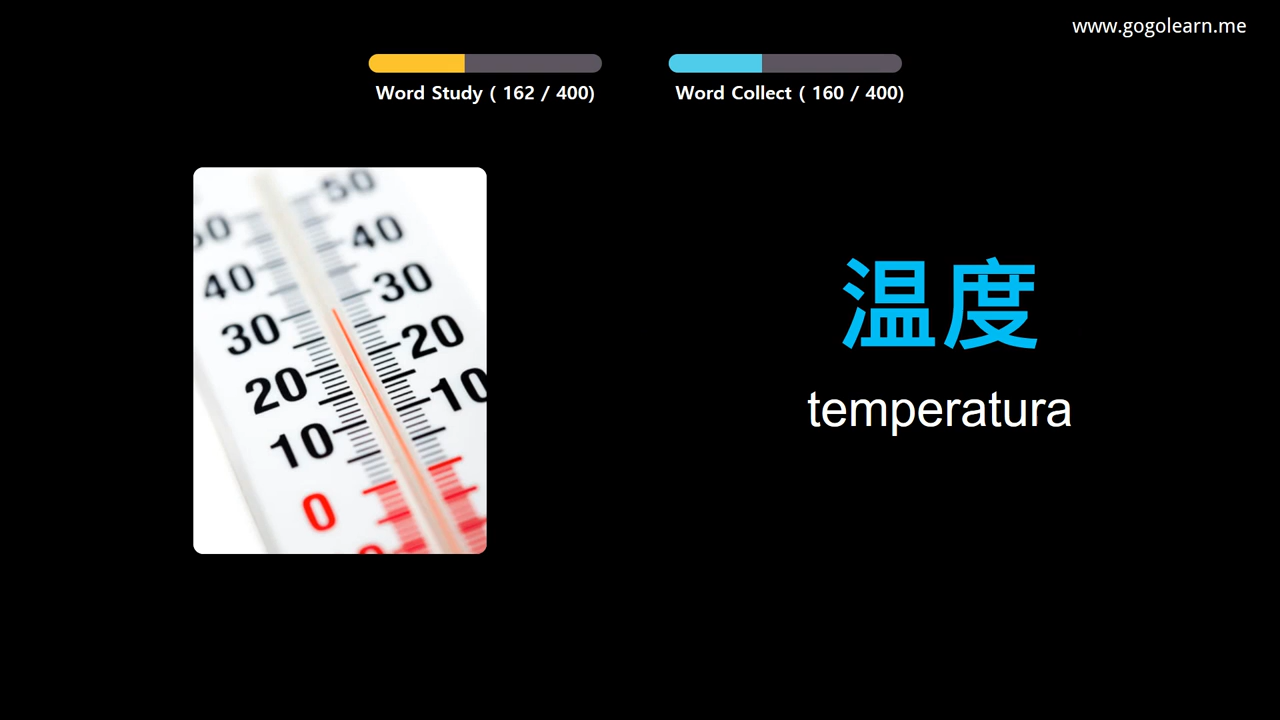 www.gogolearn.me
Word Study ( 162 / 400)
Word Collect ( 160 / 400)
50
50
40
40
30
30
20
20
10
10
0
温度
temperatura